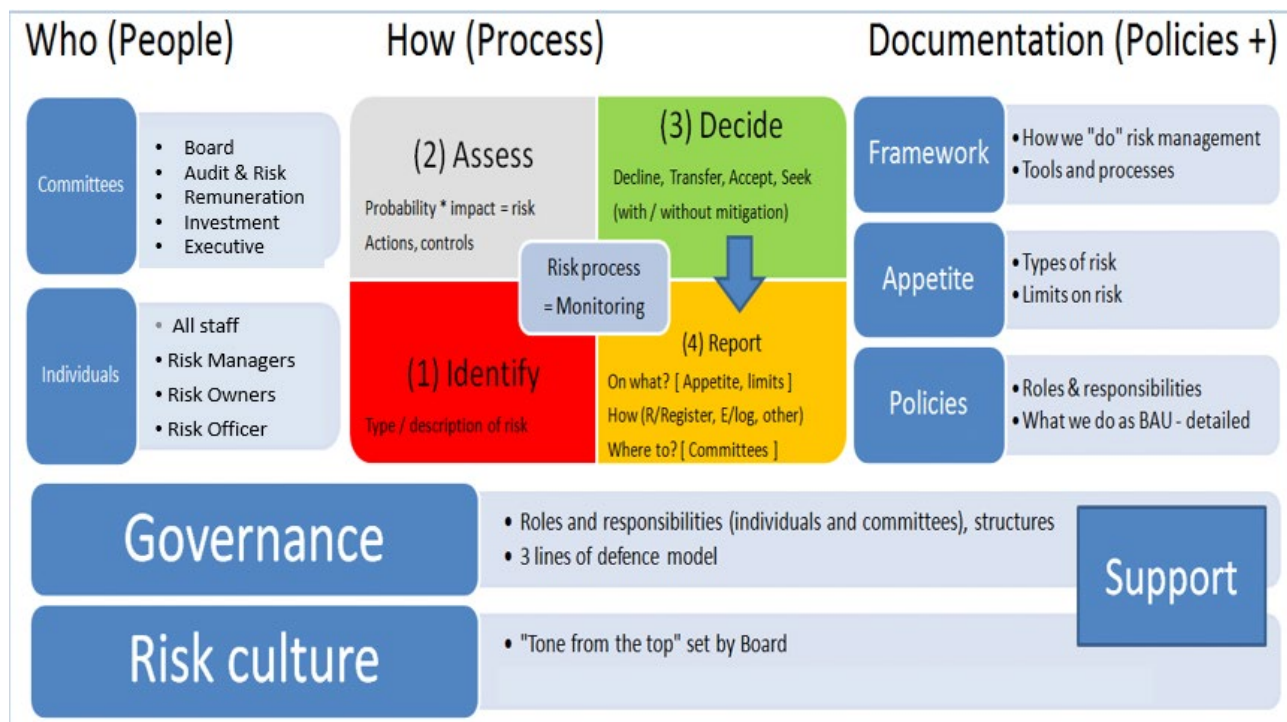 Who (People)
How (Process)
Documentation (Policies +)
Committees
• Board
• Audit & Risk
• Remuneration
• Investment
• Executive
Individuals
• All staff
• Risk Managers
• Risk Owners
• Risk Officer
(2) Assess
Probability * impact = risk
Actions, controls
(3) Decide
Decline, Transfer, Accept, Seek
(with / without mitigation)
Risk process
= Monitoring
(1) Identify
Type / description of risk
(4) Report
On what? [ Appetite, limits ]
How (R/Register, E/log, other)
Where to? [ Committees ]
Framework
• How we "do" risk management
• Tools and processes
Appetite
• Types of risk
• Limits on risk
Policies
• Roles & responsibilities
• What we do as BAU - detailed
Governance
• Roles and responsibilities (individuals and committees), structures
• 3 lines of defence model
Support
Risk culture
• "Tone from the top" set by Board